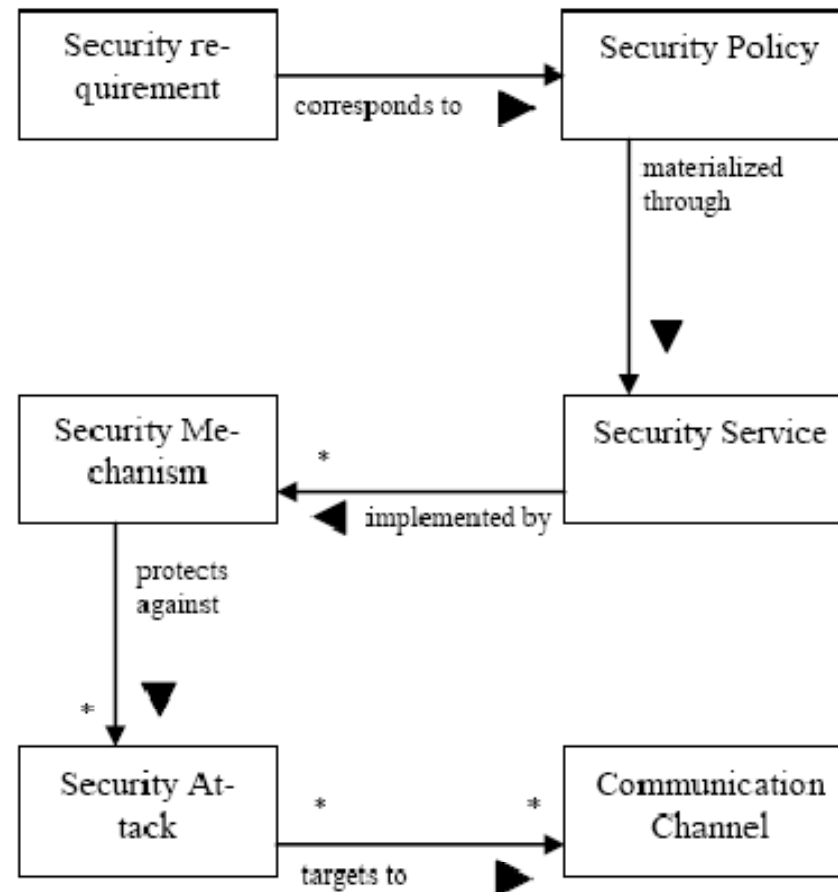 Security re-
quirement
corresponds to
Security Policy
materialized
through
Security Service
*
implemented by
Security Me-
chanism
protects
against
*
Security At-
tack
*
*
targets to
Communication
Channel